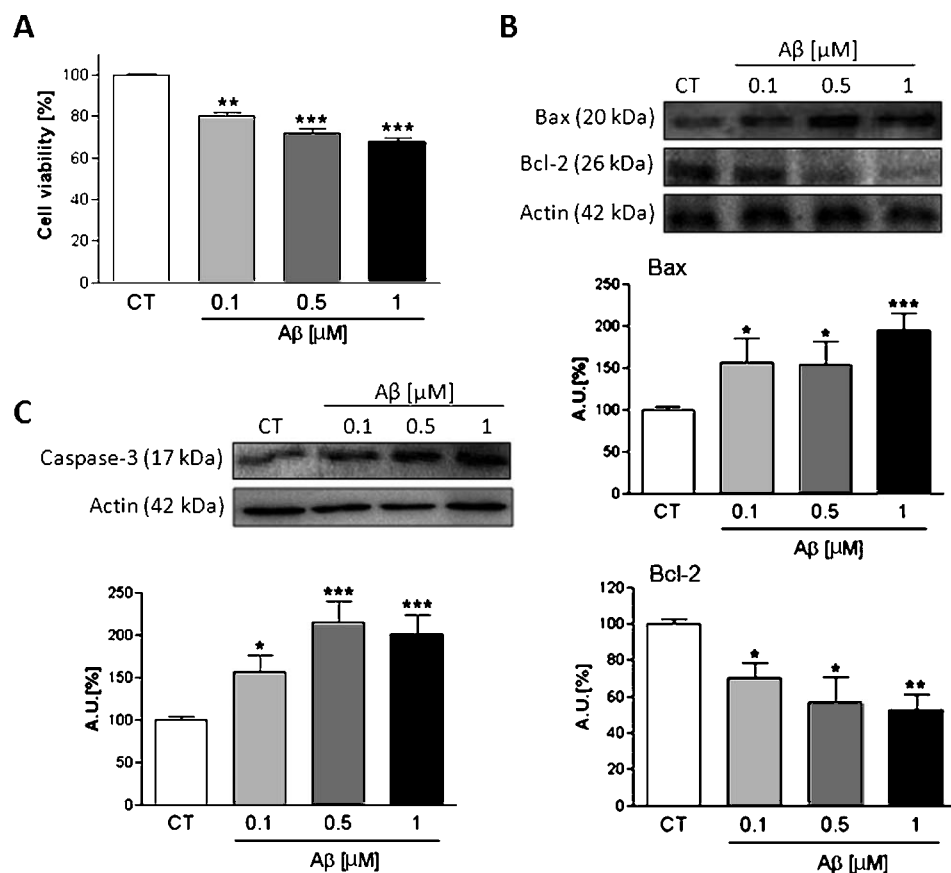 A
Cell viability [%]
100
80
60
40
20
0
**
***
***
CT 0.1 0.5 1
Aβ [µM]
B
Aβ [µM]
CT 0.1 0.5 1
Bax (20 kDa)
Bcl-2 (26 kDa)
Actin (42 kDa)
Bax
A.U.[%]
250
200
150
100
50
0
*
*
***
CT 0.1 0.5 1
Aβ [µM]
Bcl-2
A.U.[%]
120
100
80
60
40
20
0
*
*
**
CT 0.1 0.5 1
Aβ [µM]
C
Aβ [µM]
CT 0.1 0.5 1
Caspase-3 (17 kDa)
Actin (42 kDa)
A.U.[%]
250
200
150
100
50
0
*
***
***
CT 0.1 0.5 1
Aβ [µM]